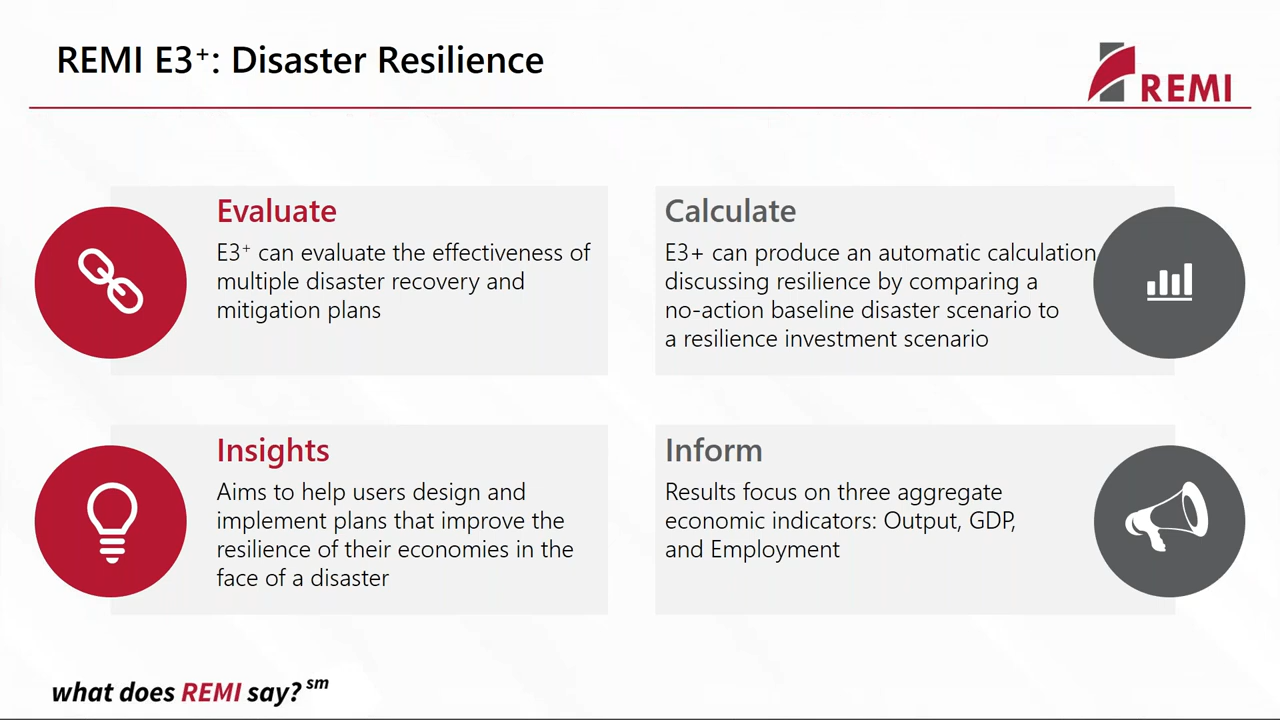 REMI E3⁺: Disaster Resilience
REMI
Evaluate
E3⁺ can evaluate the effectiveness of
multiple disaster recovery and
mitigation plans
Calculate
E3+ can produce an automatic calculation
discussing resilience by comparing a
no-action baseline disaster scenario to
a resilience investment scenario
Insights
Aims to help users design and
implement plans that improve the
resilience of their economies in the
face of a disaster
Inform
Results focus on three aggregate
economic indicators: Output, GDP,
and Employment
what does REMI say? sm